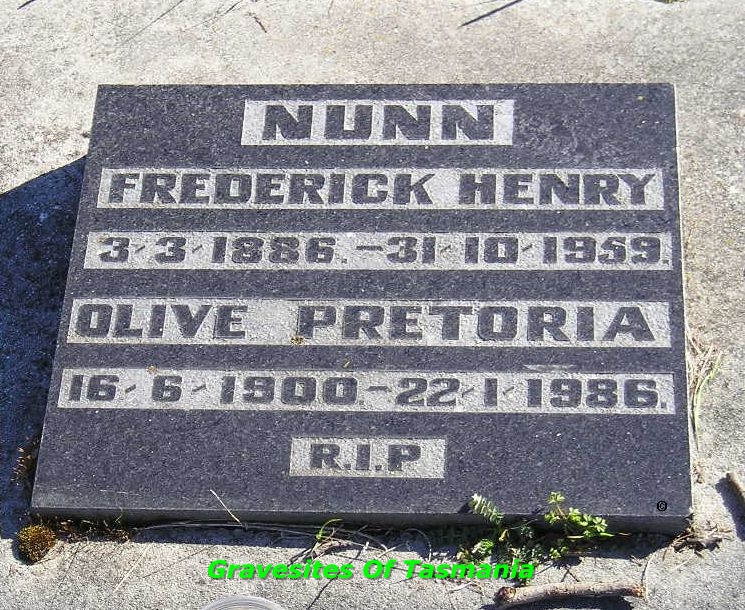 NUNN
FREDERICK HENRY
3-3-1886.-31-10-1959.
OLIVE PRETORIA
16-6-1900.-22-1-1986.
R.I.P
©
Gravesites Of Tasmania